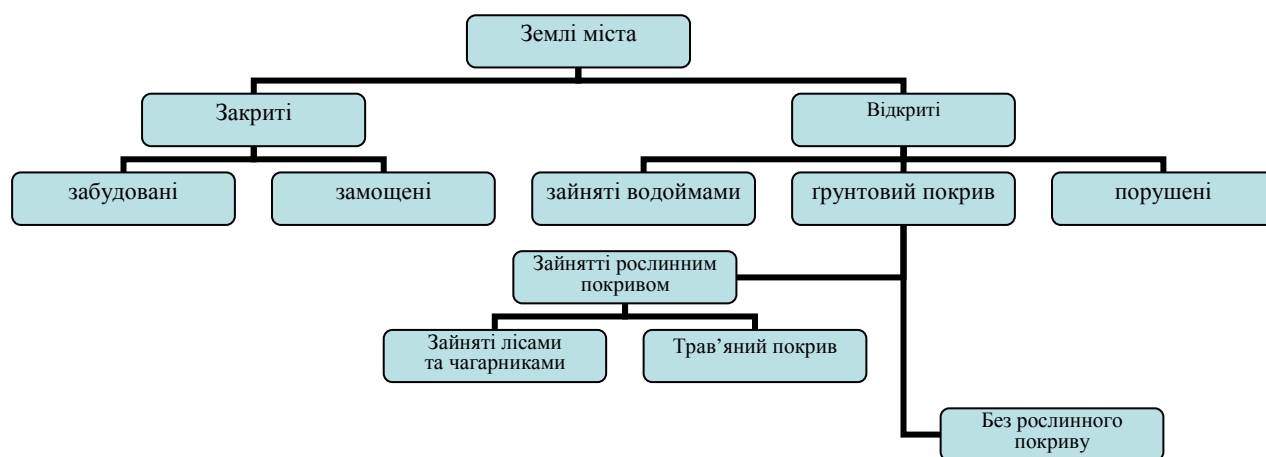 Землі міста
Закриті
Відкриті
забудовані
замощені
зайняті водоймами
ґрунтовий покрив
порушені
Зайнятті рослинним
покривом
Зайняті лісами
та чагарниками
Трав’яний покрив
Без рослинного
покриву